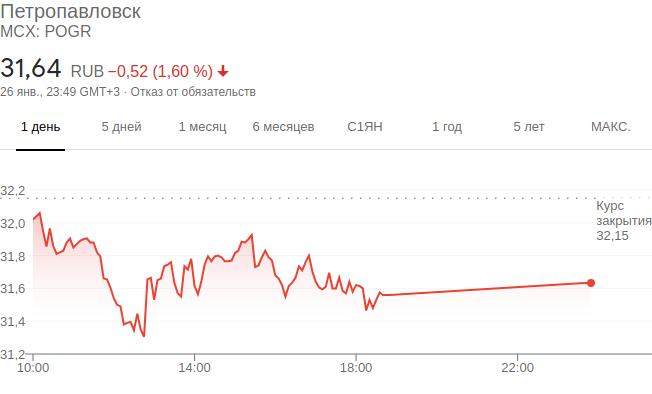 Петропавловск
MCX: POGR
31,64 RUB −0,52 (1,60 %)
26 янв., 23:49 GMT+3 · Отказ от обязательств
1 день 5 дней 1 месяц 6 месяцев С1ЯН 1 год 5 лет МАКС.
32,2
Курс
закрытия
32,15
32,0
31,8
31,6
31,4
31,2
10:00 14:00 18:00 22:00